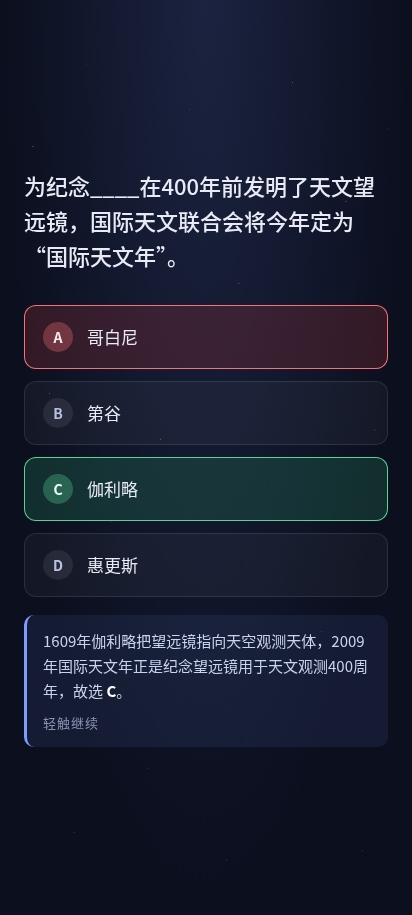 为纪念____在400年前发明了天文望
远镜，国际天文联合会将今年定为
“国际天文年”。
A 哥白尼
B 第谷
C 伽利略
D 惠更斯
1609年伽利略把望远镜指向天空观测天体，2009
年国际天文年正是纪念望远镜用于天文观测400周
年，故选 C。
轻触继续